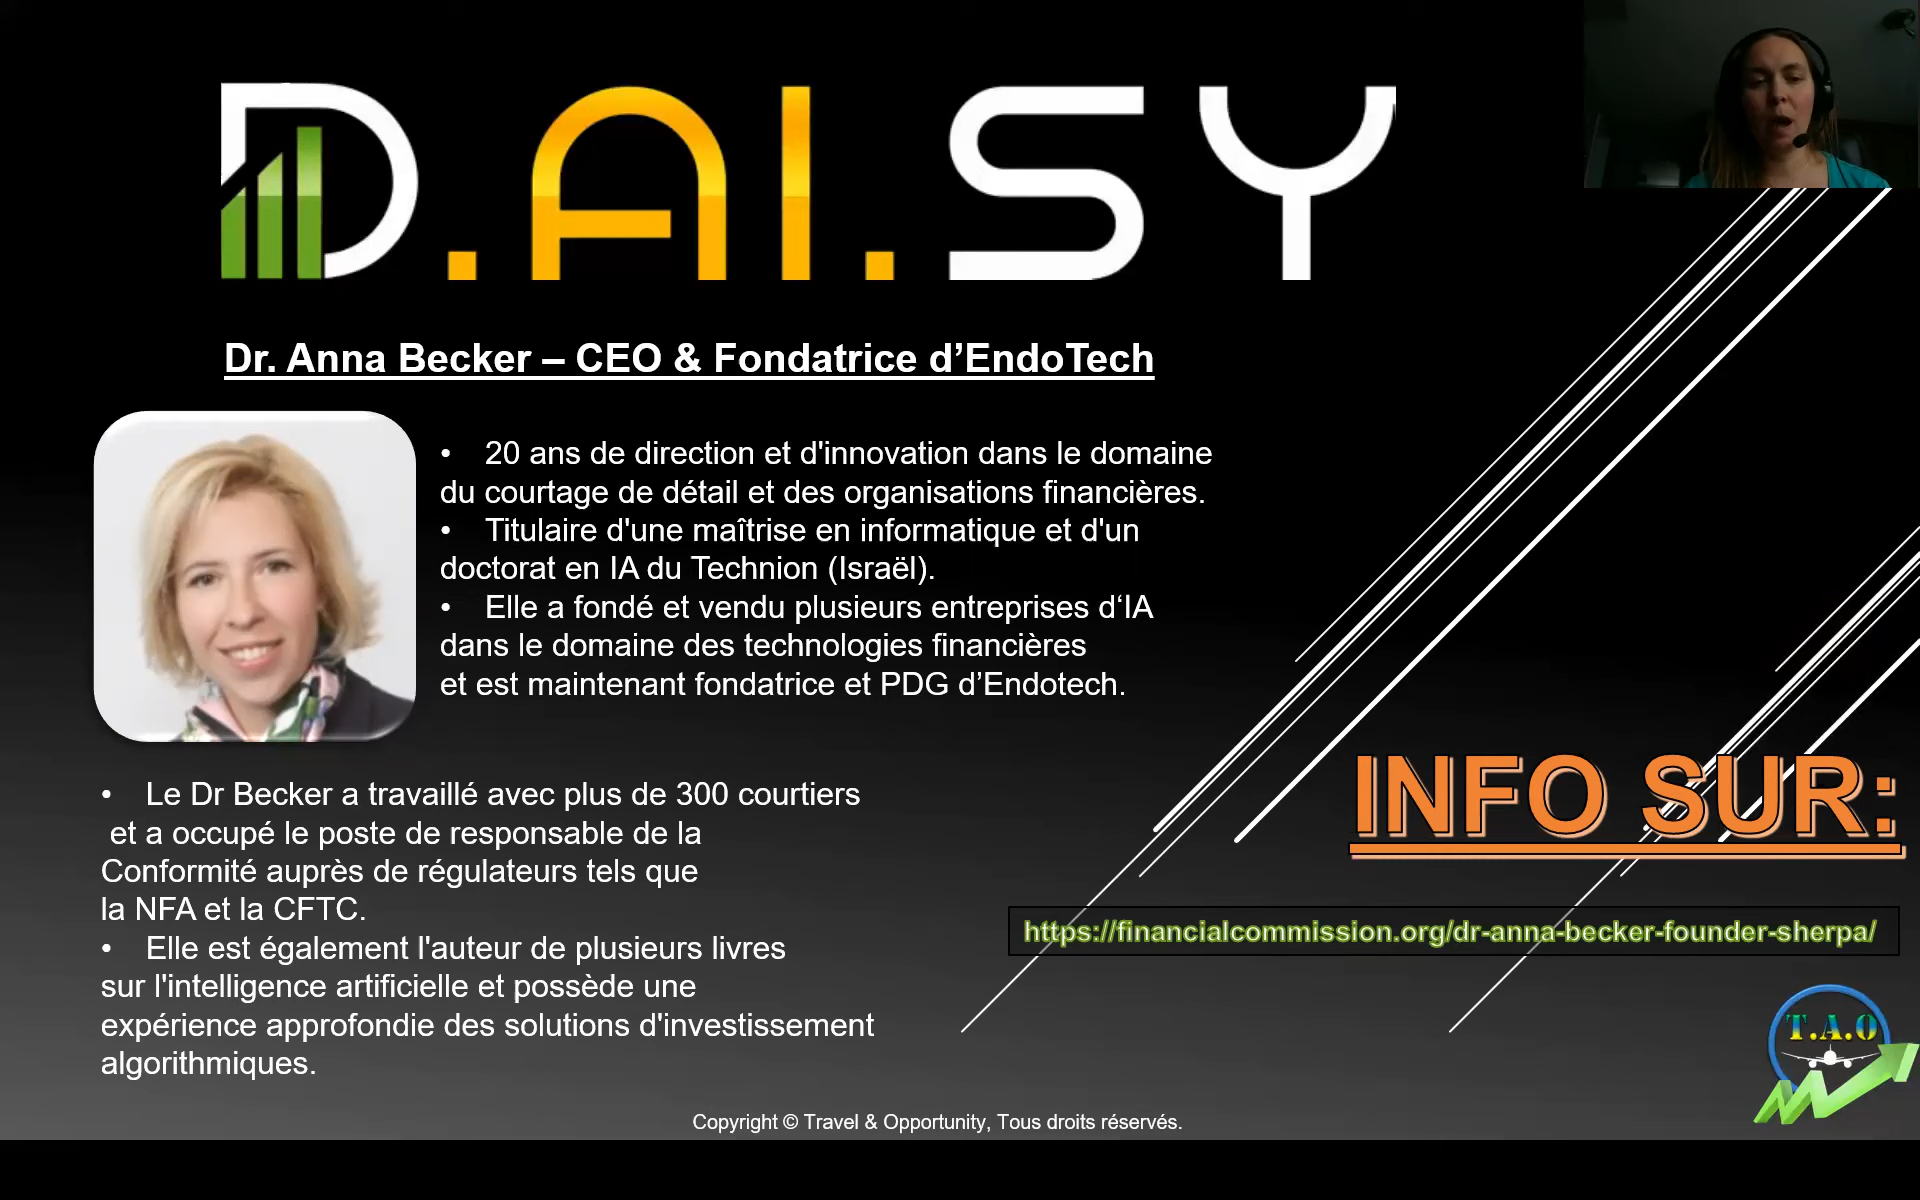 D.AI.SY
Dr. Anna Becker – CEO & Fondatrice d’EndoTech
• 20 ans de direction et d'innovation dans le domaine
du courtage de détail et des organisations financières.
• Titulaire d'une maîtrise en informatique et d'un
doctorat en IA du Technion (Israël).
• Elle a fondé et vendu plusieurs entreprises d‘IA
dans le domaine des technologies financières
et est maintenant fondatrice et PDG d’Endotech.
• Le Dr Becker a travaillé avec plus de 300 courtiers
et a occupé le poste de responsable de la
Conformité auprès de régulateurs tels que
la NFA et la CFTC.
• Elle est également l'auteur de plusieurs livres
sur l'intelligence artificielle et possède une
expérience approfondie des solutions d'investissement
algorithmiques.
INFO SUR:
https://financialcommission.org/dr-anna-becker-founder-sherpa/
T.A.O
Copyright © Travel & Opportunity, Tous droits réservés.